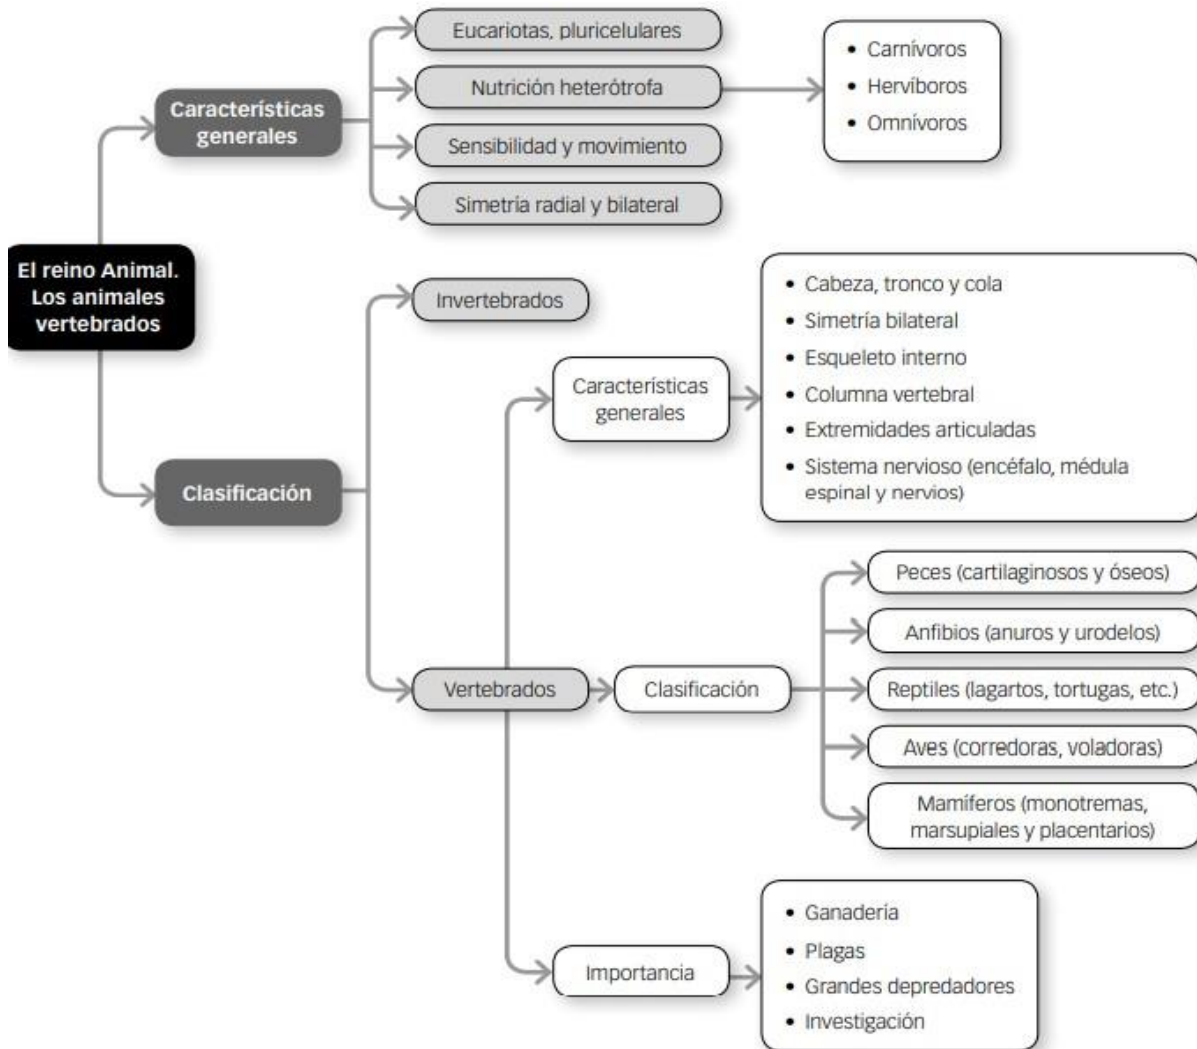 El reino Animal.
Los animales
vertebrados
Características
generales
Eucariotas, pluricelulares
Nutrición heterótrofa
• Carnívoros
• Hervíboros
• Omnívoros
Sensibilidad y movimiento
Simetría radial y bilateral
Clasificación
Invertebrados
Vertebrados
Características
generales
• Cabeza, tronco y cola
• Simetría bilateral
• Esqueleto interno
• Columna vertebral
• Extremidades articuladas
• Sistema nervioso (encéfalo, médula
espinal y nervios)
Clasificación
Peces (cartilaginosos y óseos)
Anfibios (anuros y urodelos)
Reptiles (lagartos, tortugas, etc.)
Aves (corredoras, voladoras)
Mamíferos (monotremas,
marsupiales y placentarios)
Importancia
• Ganadería
• Plagas
• Grandes depredadores
• Investigación